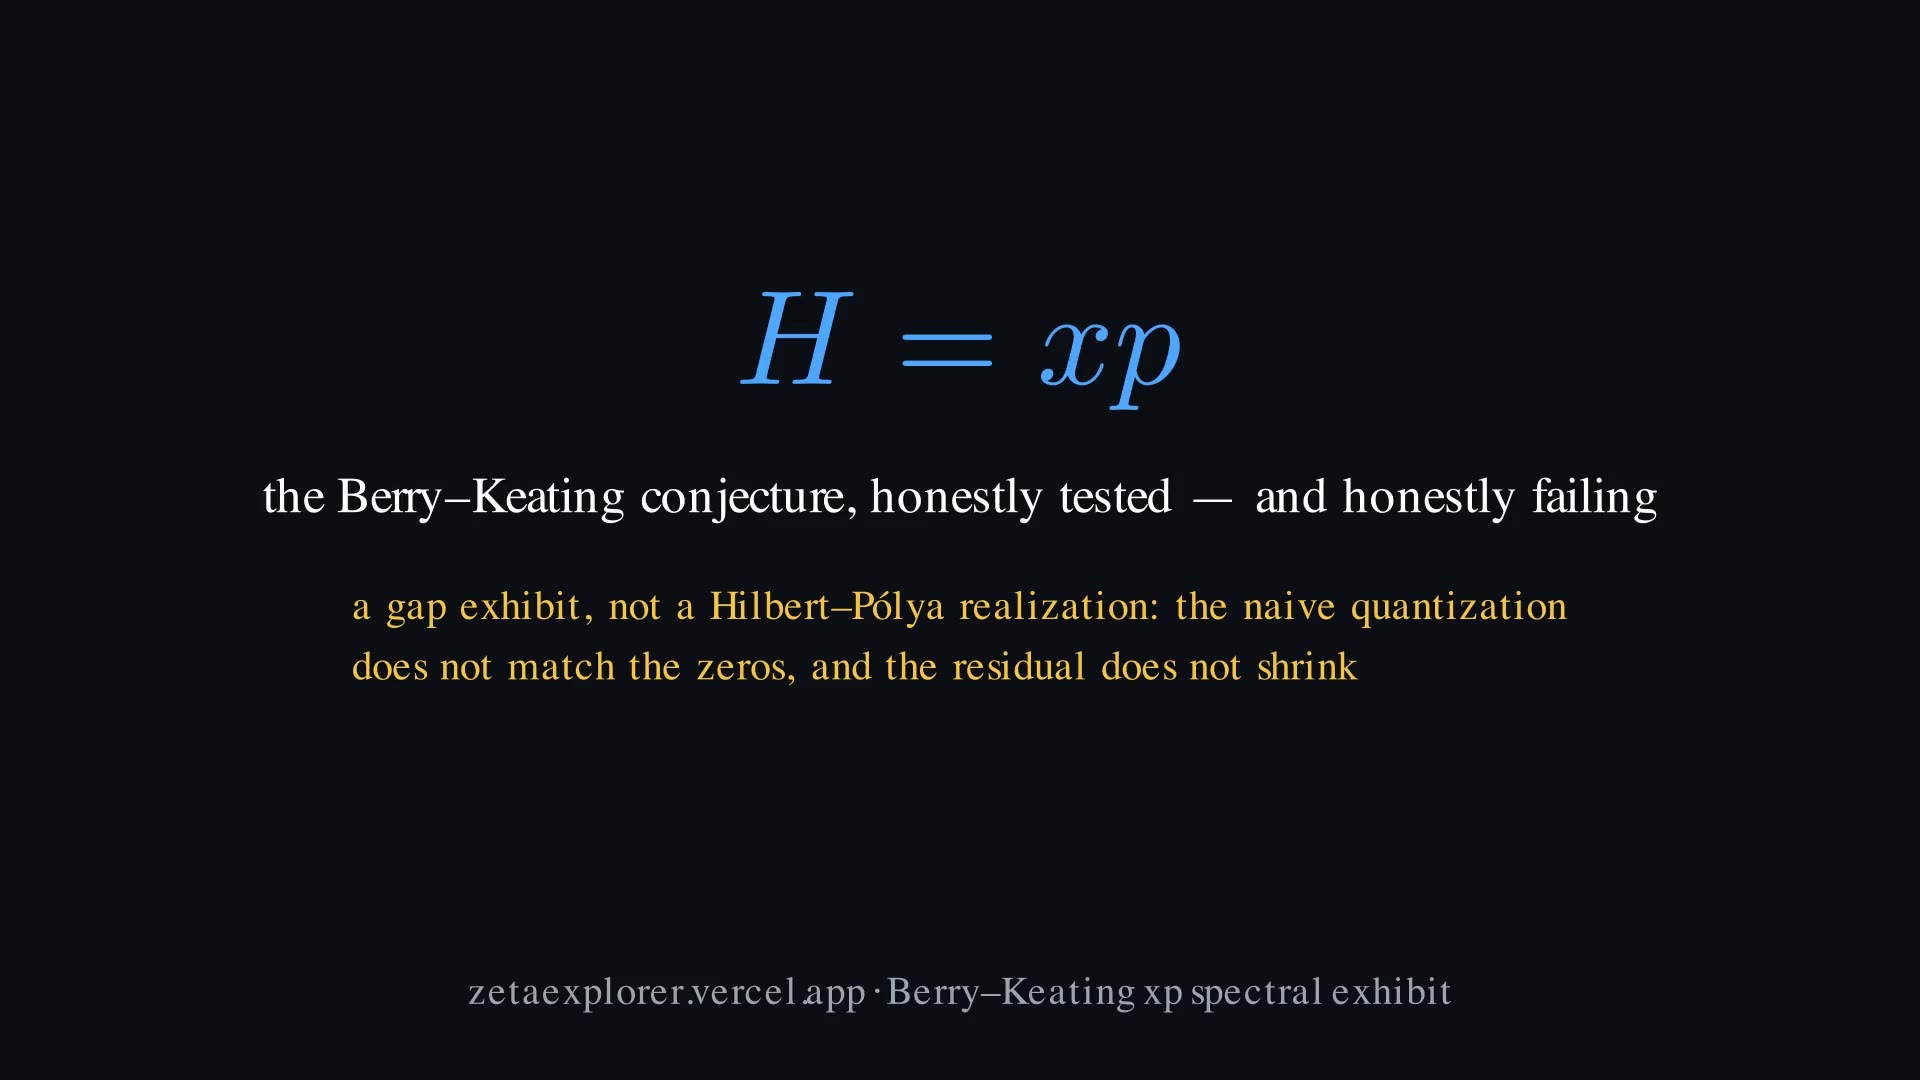 H = xp
the Berry–Keating conjecture, honestly tested — and honestly failing
a gap exhibit, not a Hilbert–Pólya realization: the naive quantization
does not match the zeros, and the residual does not shrink
zetaexplorer.vercel.app · Berry–Keating xp spectral exhibit